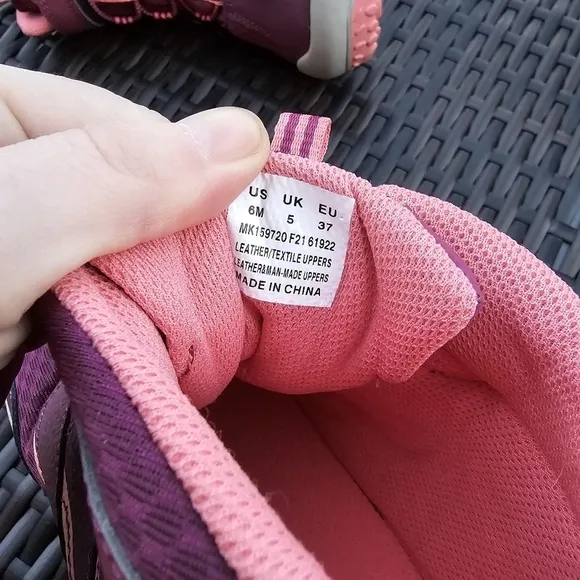 US UK EU
6M 5 37
MK159720 F21 61922
LEATHER/TEXTILE UPPERS
LEATHER&MAN-MADE UPPERS
MADE IN CHINA